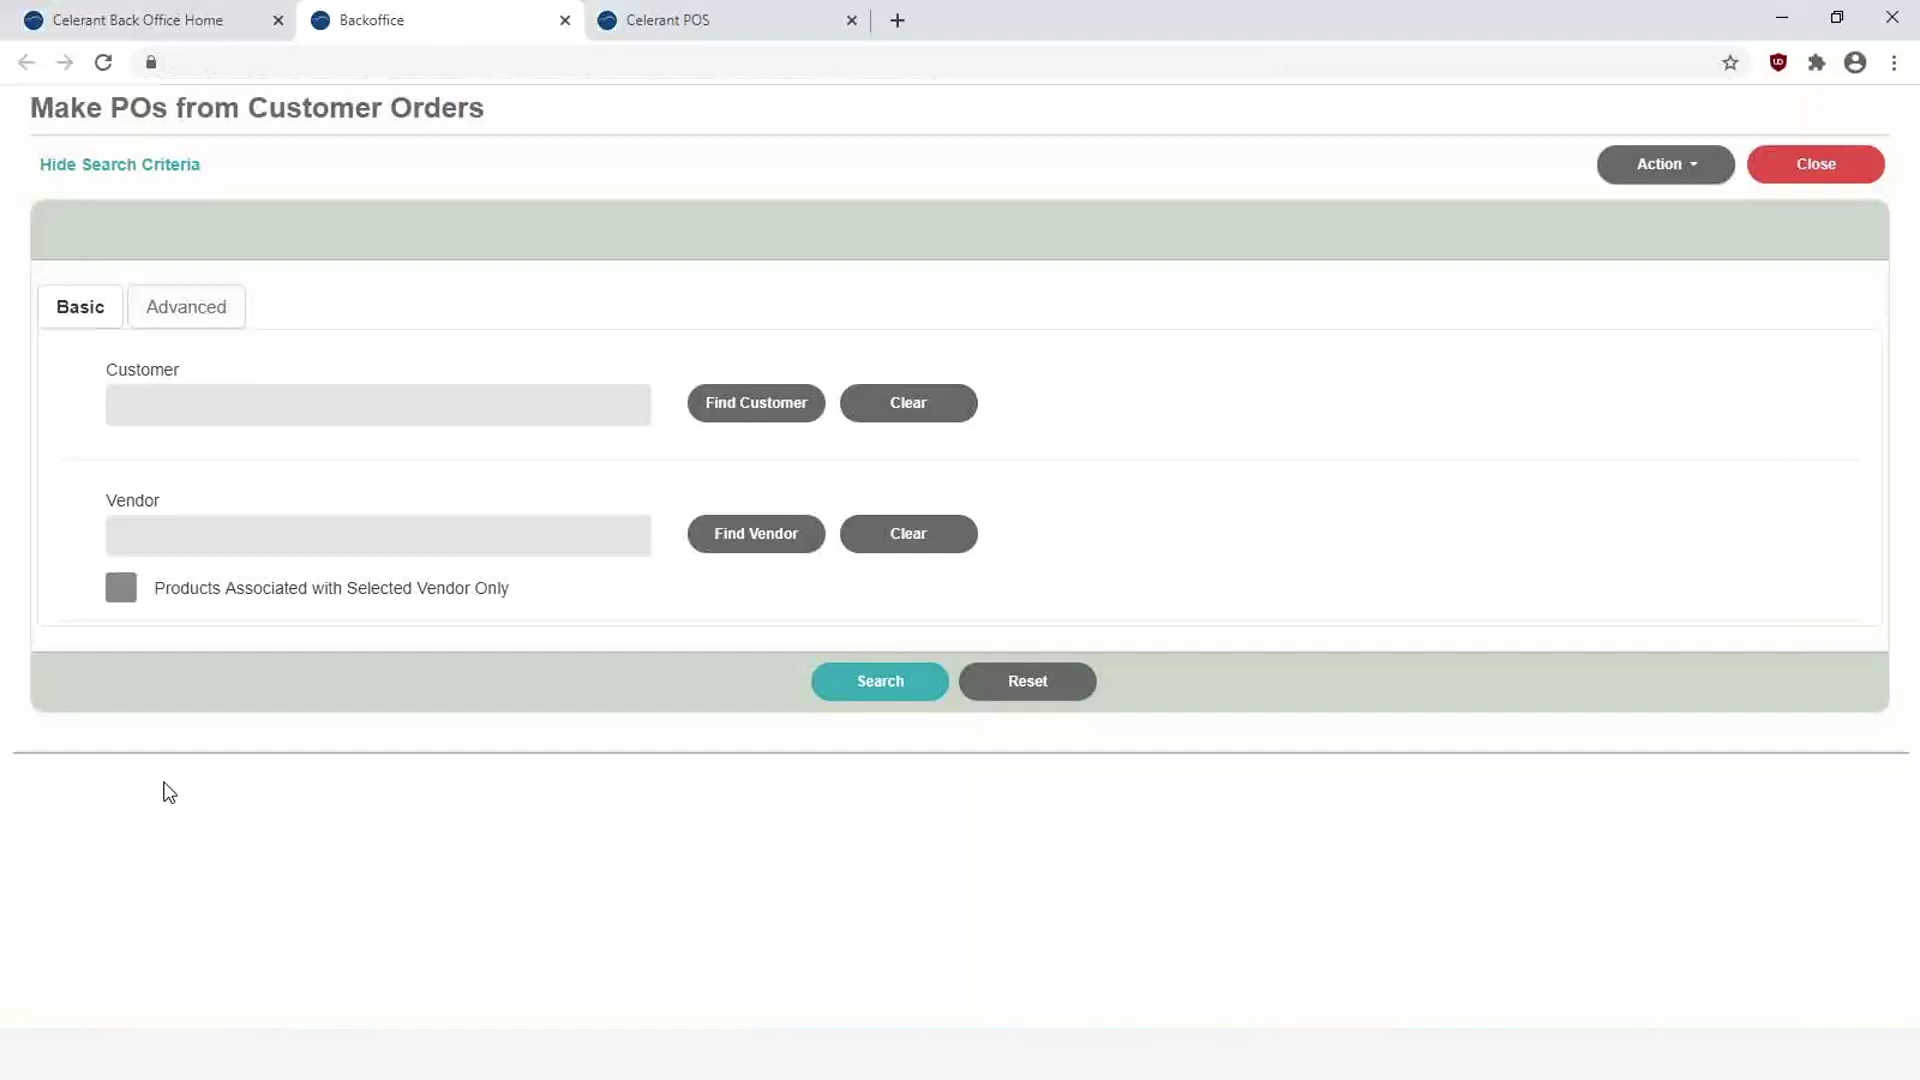 Celerant Back Office Home
Backoffice
Celerant POS
Make POs from Customer Orders
Hide Search Criteria
Action
Close
Basic
Advanced
Customer
Find Customer
Clear
Vendor
Find Vendor
Clear
Products Associated with Selected Vendor Only
Search
Reset